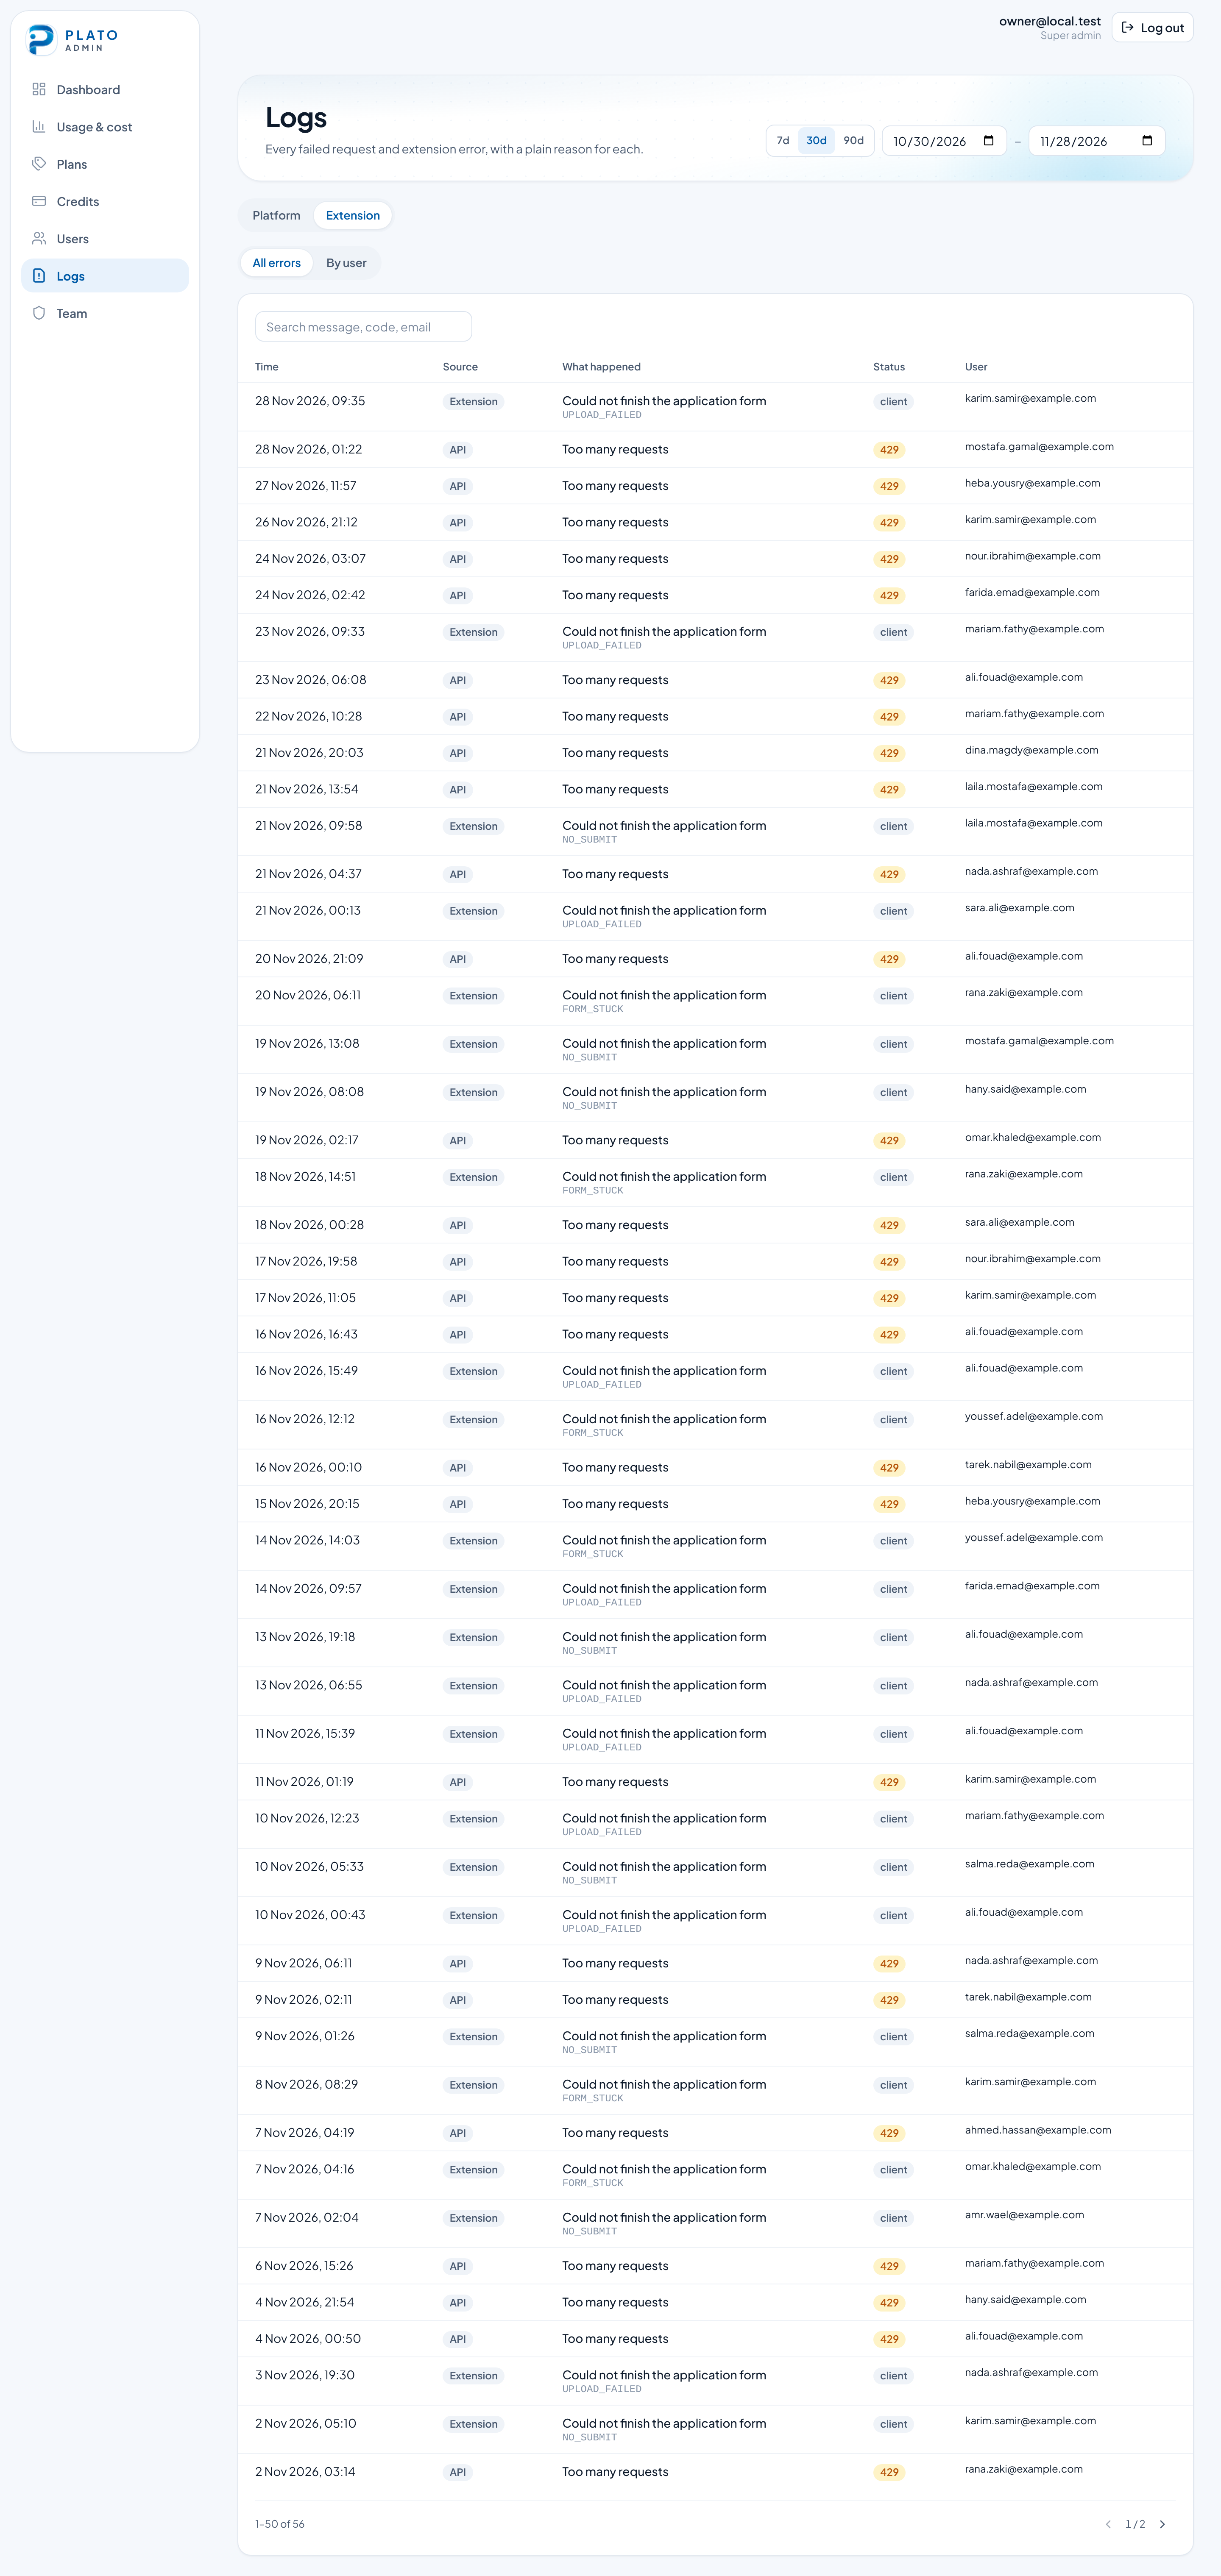 PLATO
ADMIN
Dashboard
Usage & cost
Plans
Credits
Users
Logs
Team
owner@local.test
Super admin
Log out
Logs
Every failed request and extension error, with a plain reason for each.
7d 30d 90d 10/30/2026 – 11/28/2026
Platform Extension
All errors By user
Search message, code, email
Time Source What happened Status User
28 Nov 2026, 09:35 Extension Could not finish the application form client karim.samir@example.com
UPLOAD_FAILED
28 Nov 2026, 01:22 API Too many requests 429 mostafa.gamal@example.com
27 Nov 2026, 11:57 API Too many requests 429 heba.yousry@example.com
26 Nov 2026, 21:12 API Too many requests 429 karim.samir@example.com
24 Nov 2026, 03:07 API Too many requests 429 nour.ibrahim@example.com
24 Nov 2026, 02:42 API Too many requests 429 farida.emad@example.com
23 Nov 2026, 09:33 Extension Could not finish the application form client mariam.fathy@example.com
UPLOAD_FAILED
23 Nov 2026, 06:08 API Too many requests 429 ali.fouad@example.com
22 Nov 2026, 10:28 API Too many requests 429 mariam.fathy@example.com
21 Nov 2026, 20:03 API Too many requests 429 dina.magdy@example.com
21 Nov 2026, 13:54 API Too many requests 429 laila.mostafa@example.com
21 Nov 2026, 09:58 Extension Could not finish the application form client laila.mostafa@example.com
NO_SUBMIT
21 Nov 2026, 04:37 API Too many requests 429 nada.ashraf@example.com
21 Nov 2026, 00:13 Extension Could not finish the application form client sara.ali@example.com
UPLOAD_FAILED
20 Nov 2026, 21:09 API Too many requests 429 ali.fouad@example.com
20 Nov 2026, 06:11 Extension Could not finish the application form client rana.zaki@example.com
FORM_STUCK
19 Nov 2026, 13:08 Extension Could not finish the application form client mostafa.gamal@example.com
NO_SUBMIT
19 Nov 2026, 08:08 Extension Could not finish the application form client hany.said@example.com
NO_SUBMIT
19 Nov 2026, 02:17 API Too many requests 429 omar.khaled@example.com
18 Nov 2026, 14:51 Extension Could not finish the application form client rana.zaki@example.com
FORM_STUCK
18 Nov 2026, 00:28 API Too many requests 429 sara.ali@example.com
17 Nov 2026, 19:58 API Too many requests 429 nour.ibrahim@example.com
17 Nov 2026, 11:05 API Too many requests 429 karim.samir@example.com
16 Nov 2026, 16:43 API Too many requests 429 ali.fouad@example.com
16 Nov 2026, 15:49 Extension Could not finish the application form client ali.fouad@example.com
UPLOAD_FAILED
16 Nov 2026, 12:12 Extension Could not finish the application form client youssef.adel@example.com
FORM_STUCK
16 Nov 2026, 00:10 API Too many requests 429 tarek.nabil@example.com
15 Nov 2026, 20:15 API Too many requests 429 heba.yousry@example.com
14 Nov 2026, 14:03 Extension Could not finish the application form client youssef.adel@example.com
FORM_STUCK
14 Nov 2026, 09:57 Extension Could not finish the application form client farida.emad@example.com
UPLOAD_FAILED
13 Nov 2026, 19:18 Extension Could not finish the application form client ali.fouad@example.com
NO_SUBMIT
13 Nov 2026, 06:55 Extension Could not finish the application form client nada.ashraf@example.com
UPLOAD_FAILED
11 Nov 2026, 15:39 Extension Could not finish the application form client ali.fouad@example.com
UPLOAD_FAILED
11 Nov 2026, 01:19 API Too many requests 429 karim.samir@example.com
10 Nov 2026, 12:23 Extension Could not finish the application form client mariam.fathy@example.com
UPLOAD_FAILED
10 Nov 2026, 05:33 Extension Could not finish the application form client salma.reda@example.com
NO_SUBMIT
10 Nov 2026, 00:43 Extension Could not finish the application form client ali.fouad@example.com
UPLOAD_FAILED
9 Nov 2026, 06:11 API Too many requests 429 nada.ashraf@example.com
9 Nov 2026, 02:11 API Too many requests 429 tarek.nabil@example.com
9 Nov 2026, 01:26 Extension Could not finish the application form client salma.reda@example.com
NO_SUBMIT
8 Nov 2026, 08:29 Extension Could not finish the application form client karim.samir@example.com
FORM_STUCK
7 Nov 2026, 04:19 API Too many requests 429 ahmed.hassan@example.com
7 Nov 2026, 04:16 Extension Could not finish the application form client omar.khaled@example.com
FORM_STUCK
7 Nov 2026, 02:04 Extension Could not finish the application form client amr.wael@example.com
NO_SUBMIT
6 Nov 2026, 15:26 API Too many requests 429 mariam.fathy@example.com
4 Nov 2026, 21:54 API Too many requests 429 hany.said@example.com
4 Nov 2026, 00:50 API Too many requests 429 ali.fouad@example.com
3 Nov 2026, 19:30 Extension Could not finish the application form client nada.ashraf@example.com
UPLOAD_FAILED
2 Nov 2026, 05:10 Extension Could not finish the application form client karim.samir@example.com
NO_SUBMIT
2 Nov 2026, 03:14 API Too many requests 429 rana.zaki@example.com
1–50 of 56 1 / 2